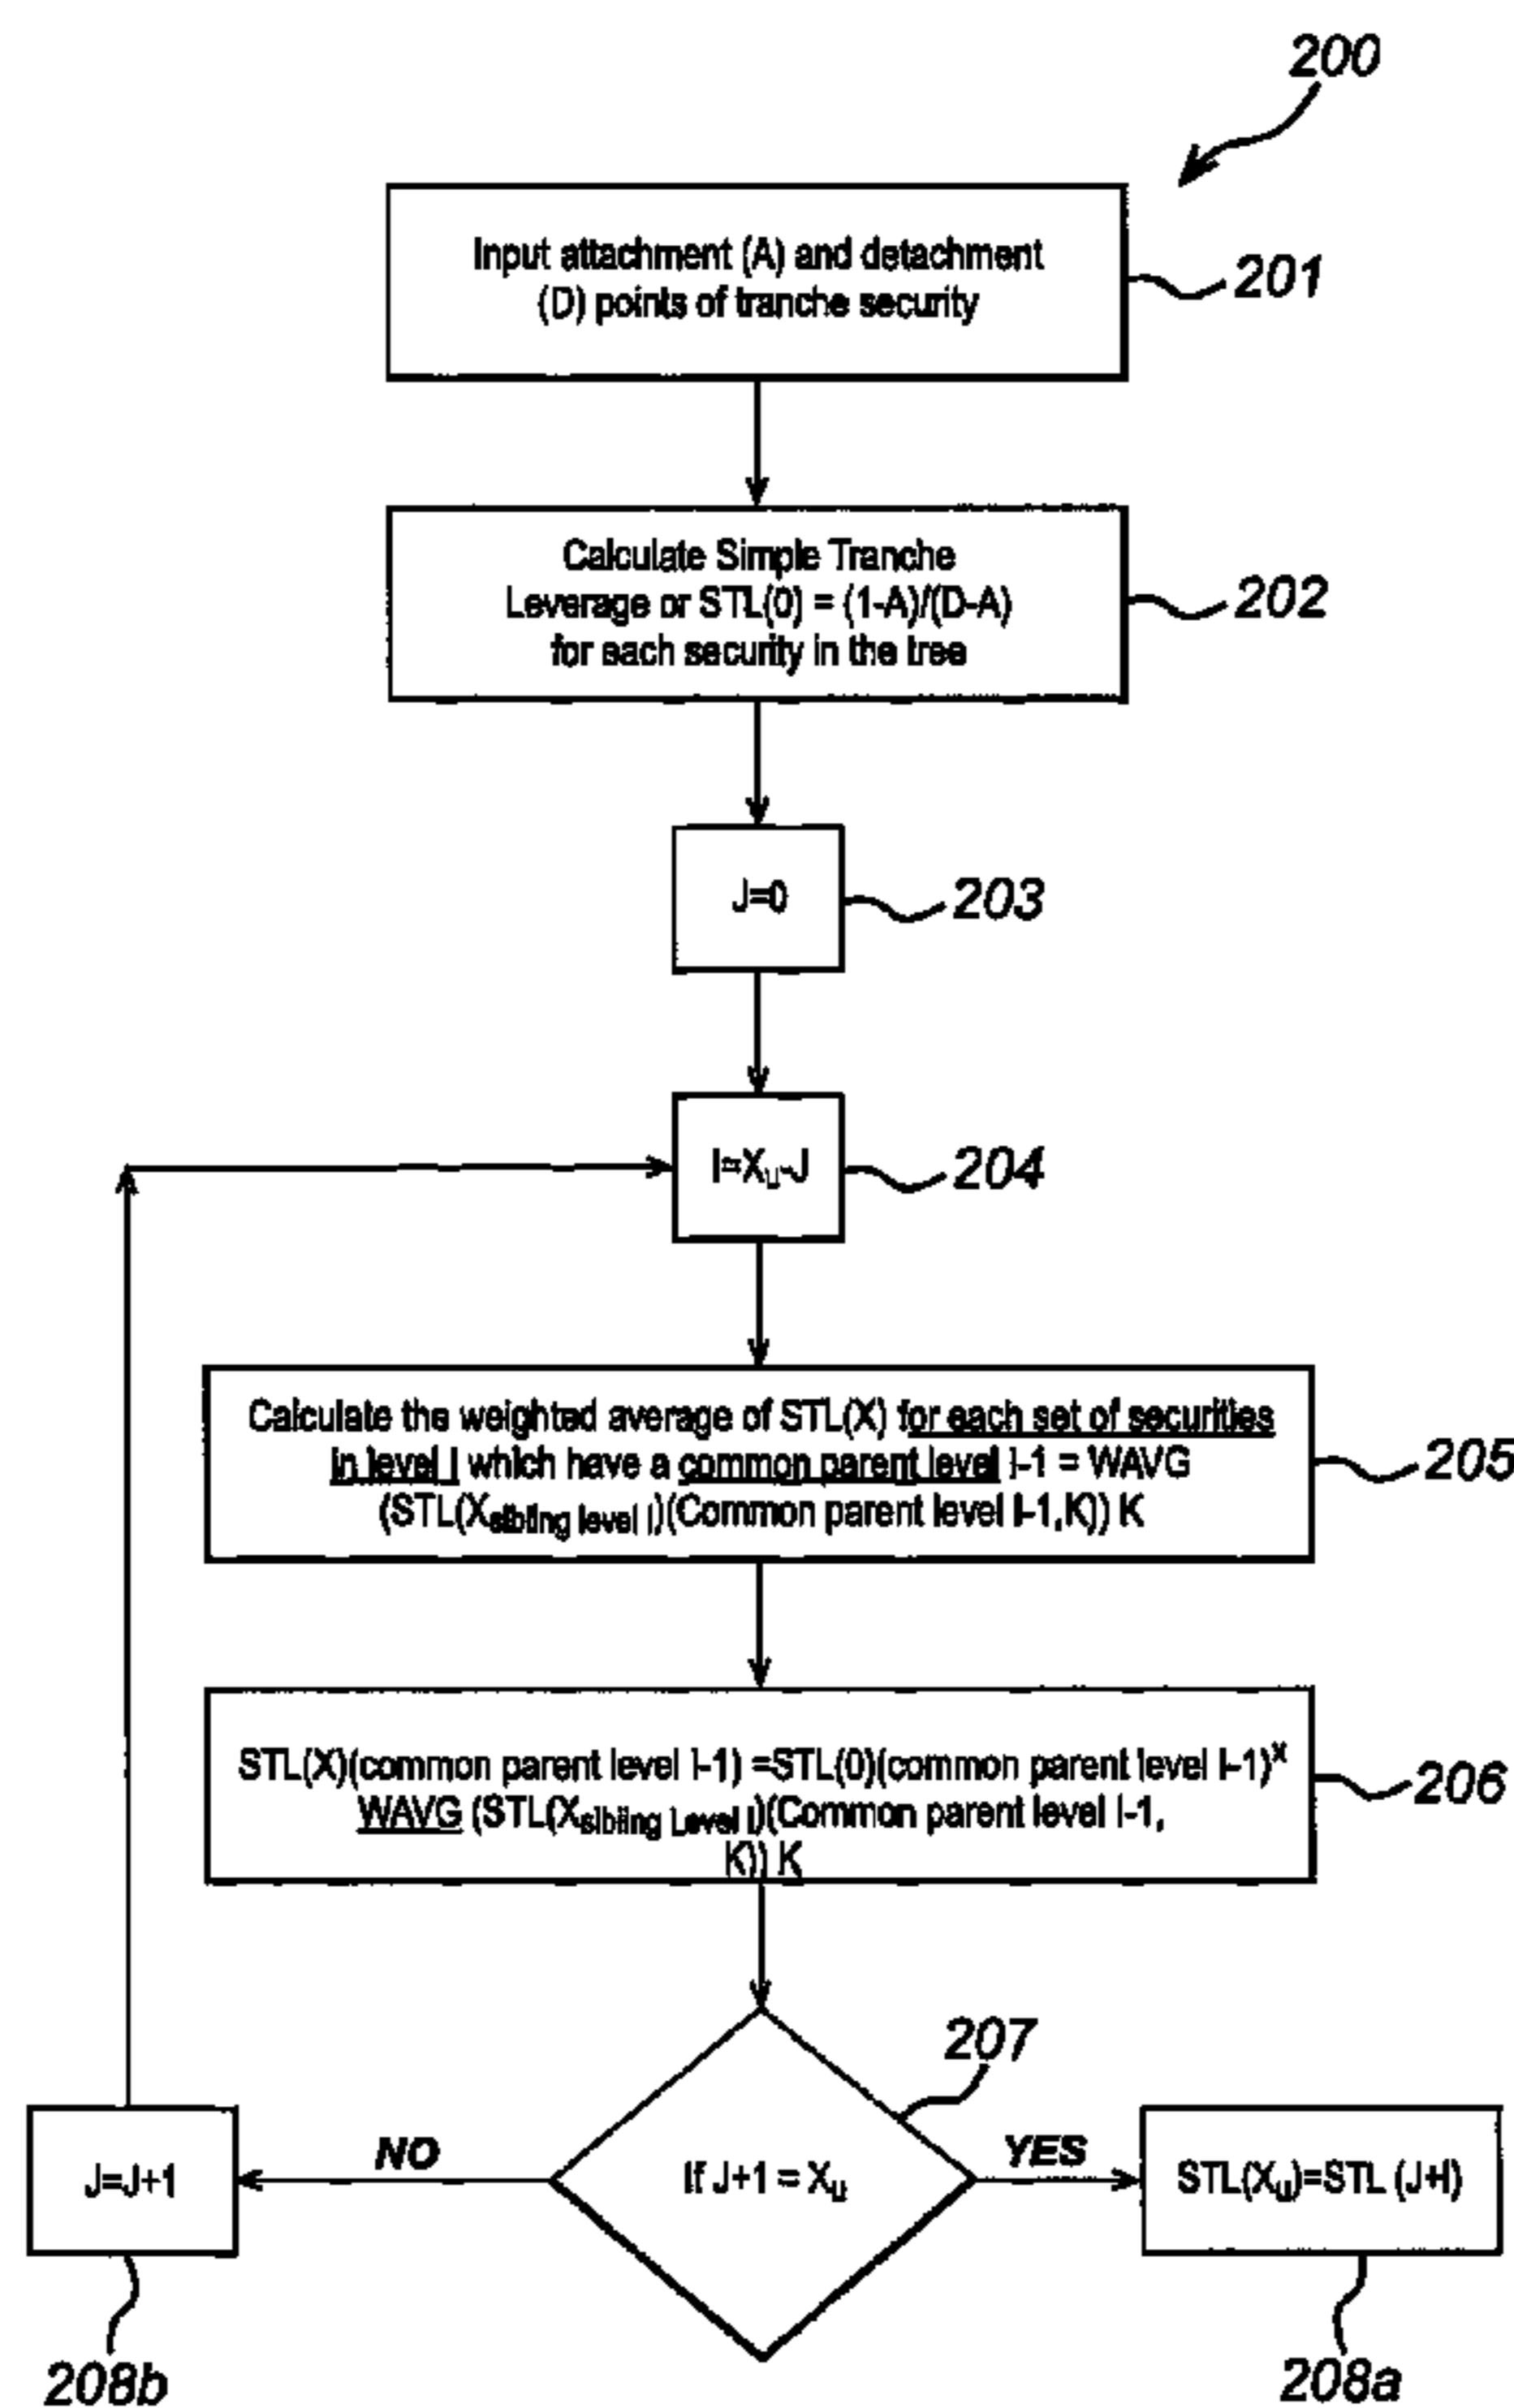 200
Input attachment (A) and detachment
(D) points of tranche security
201
Calculate Simple Tranche
Leverage or STL(0) = (1-A)/(D-A)
for each security in the tree
202
J=0
203
I=Xu-J
204
Calculate the weighted average of STL(X) for each set of securities
in level I which have a common parent level I-1 = WAVG
(STL(Xsibling level I)(Common parent level I-1,K)) K
205
STL(X)(common parent level I-1) =STL(0)(common parent level I-1)x
WAVG (STL(Xsibling Level I)(Common parent level I-1,
K)) K
206
207
If J+1 = Xu
NO
YES
J=J+1
STL(Xu)=STL (J+I)
208b
208a